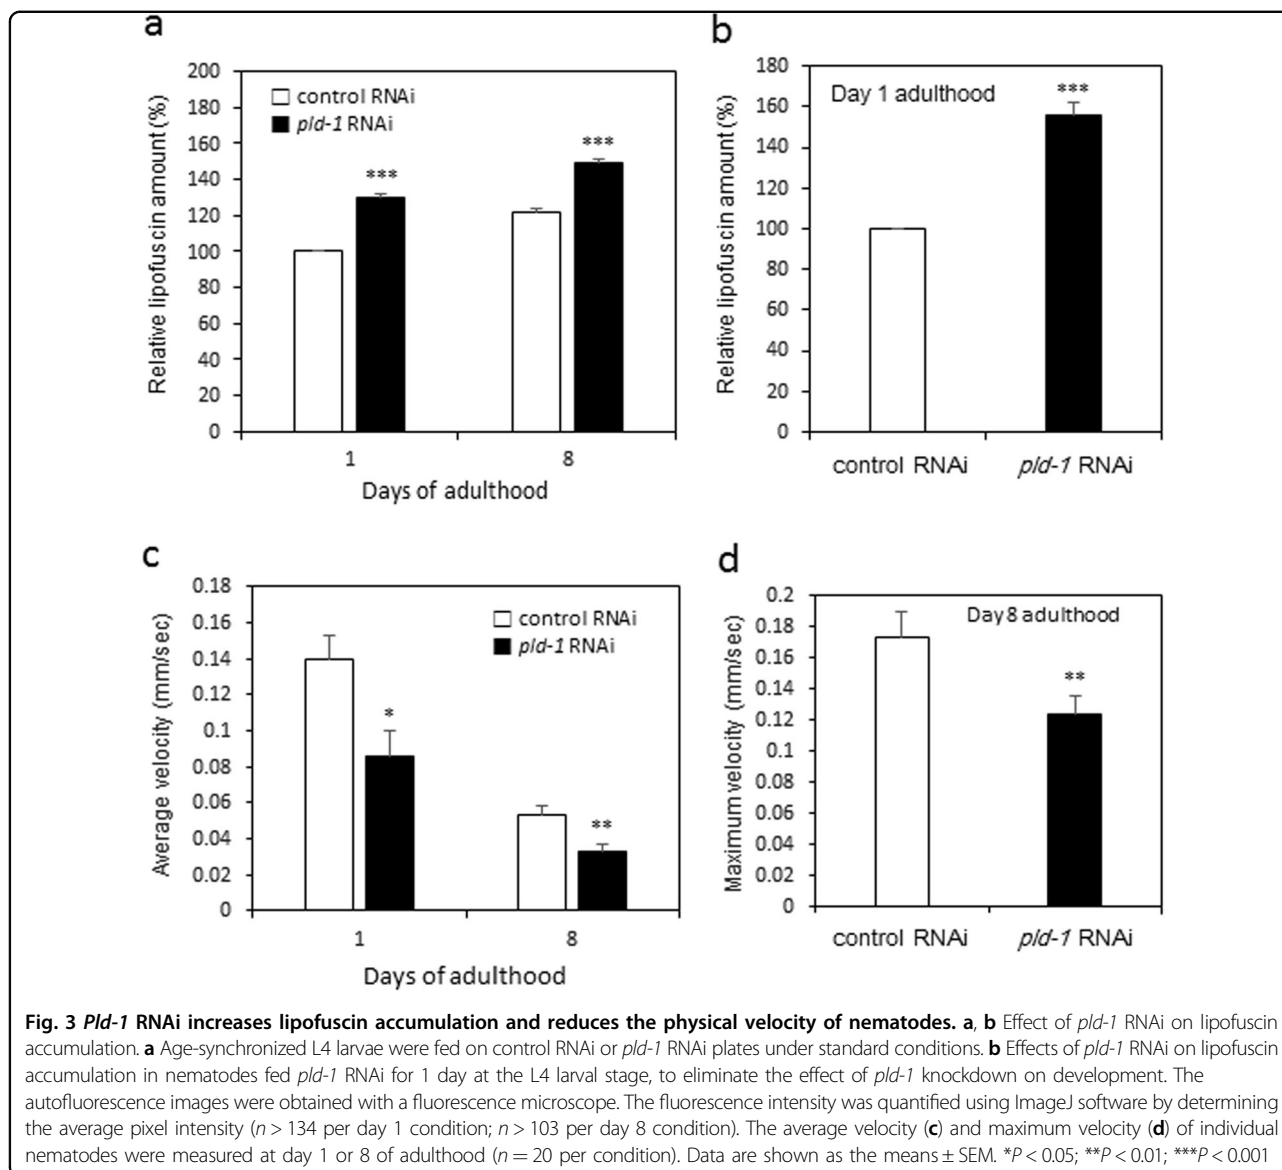 a
200
180
160
140
120
100
80
60
40
20
0
Relative lipofuscin amount (%)
control RNAi
pld-1 RNAi
***
***
1
8
Days of adulthood
b
180
160
140
120
100
80
60
40
20
0
Relative lipofuscin amount (%)
Day 1 adulthood
***
control RNAi
pld-1 RNAi
c
0.18
0.16
0.14
0.12
0.1
0.08
0.06
0.04
0.02
0
Average velocity (mm/sec)
control RNAi
pld-1 RNAi
*
**
1
8
Days of adulthood
d
0.2
0.18
0.16
0.14
0.12
0.1
0.08
0.06
0.04
0.02
0
Maximum velocity (mm/sec)
Day 8 adulthood
**
control RNAi
pld-1 RNAi
Fig. 3 Pld-1 RNAi increases lipofuscin accumulation and reduces the physical velocity of nematodes. a, b Effect of pld-1 RNAi on lipofuscin
accumulation. a Age-synchronized L4 larvae were fed on control RNAi or pld-1 RNAi plates under standard conditions. b Effects of pld-1 RNAi on lipofuscin
accumulation in nematodes fed pld-1 RNAi for 1 day at the L4 larval stage, to eliminate the effect of pld-1 knockdown on development. The
autofluorescence images were obtained with a fluorescence microscope. The fluorescence intensity was quantified using ImageJ software by determining
the average pixel intensity (n > 134 per day 1 condition; n > 103 per day 8 condition). The average velocity (c) and maximum velocity (d) of individual
nematodes were measured at day 1 or 8 of adulthood (n = 20 per condition). Data are shown as the means ± SEM. *P < 0.05; **P < 0.01; ***P < 0.001